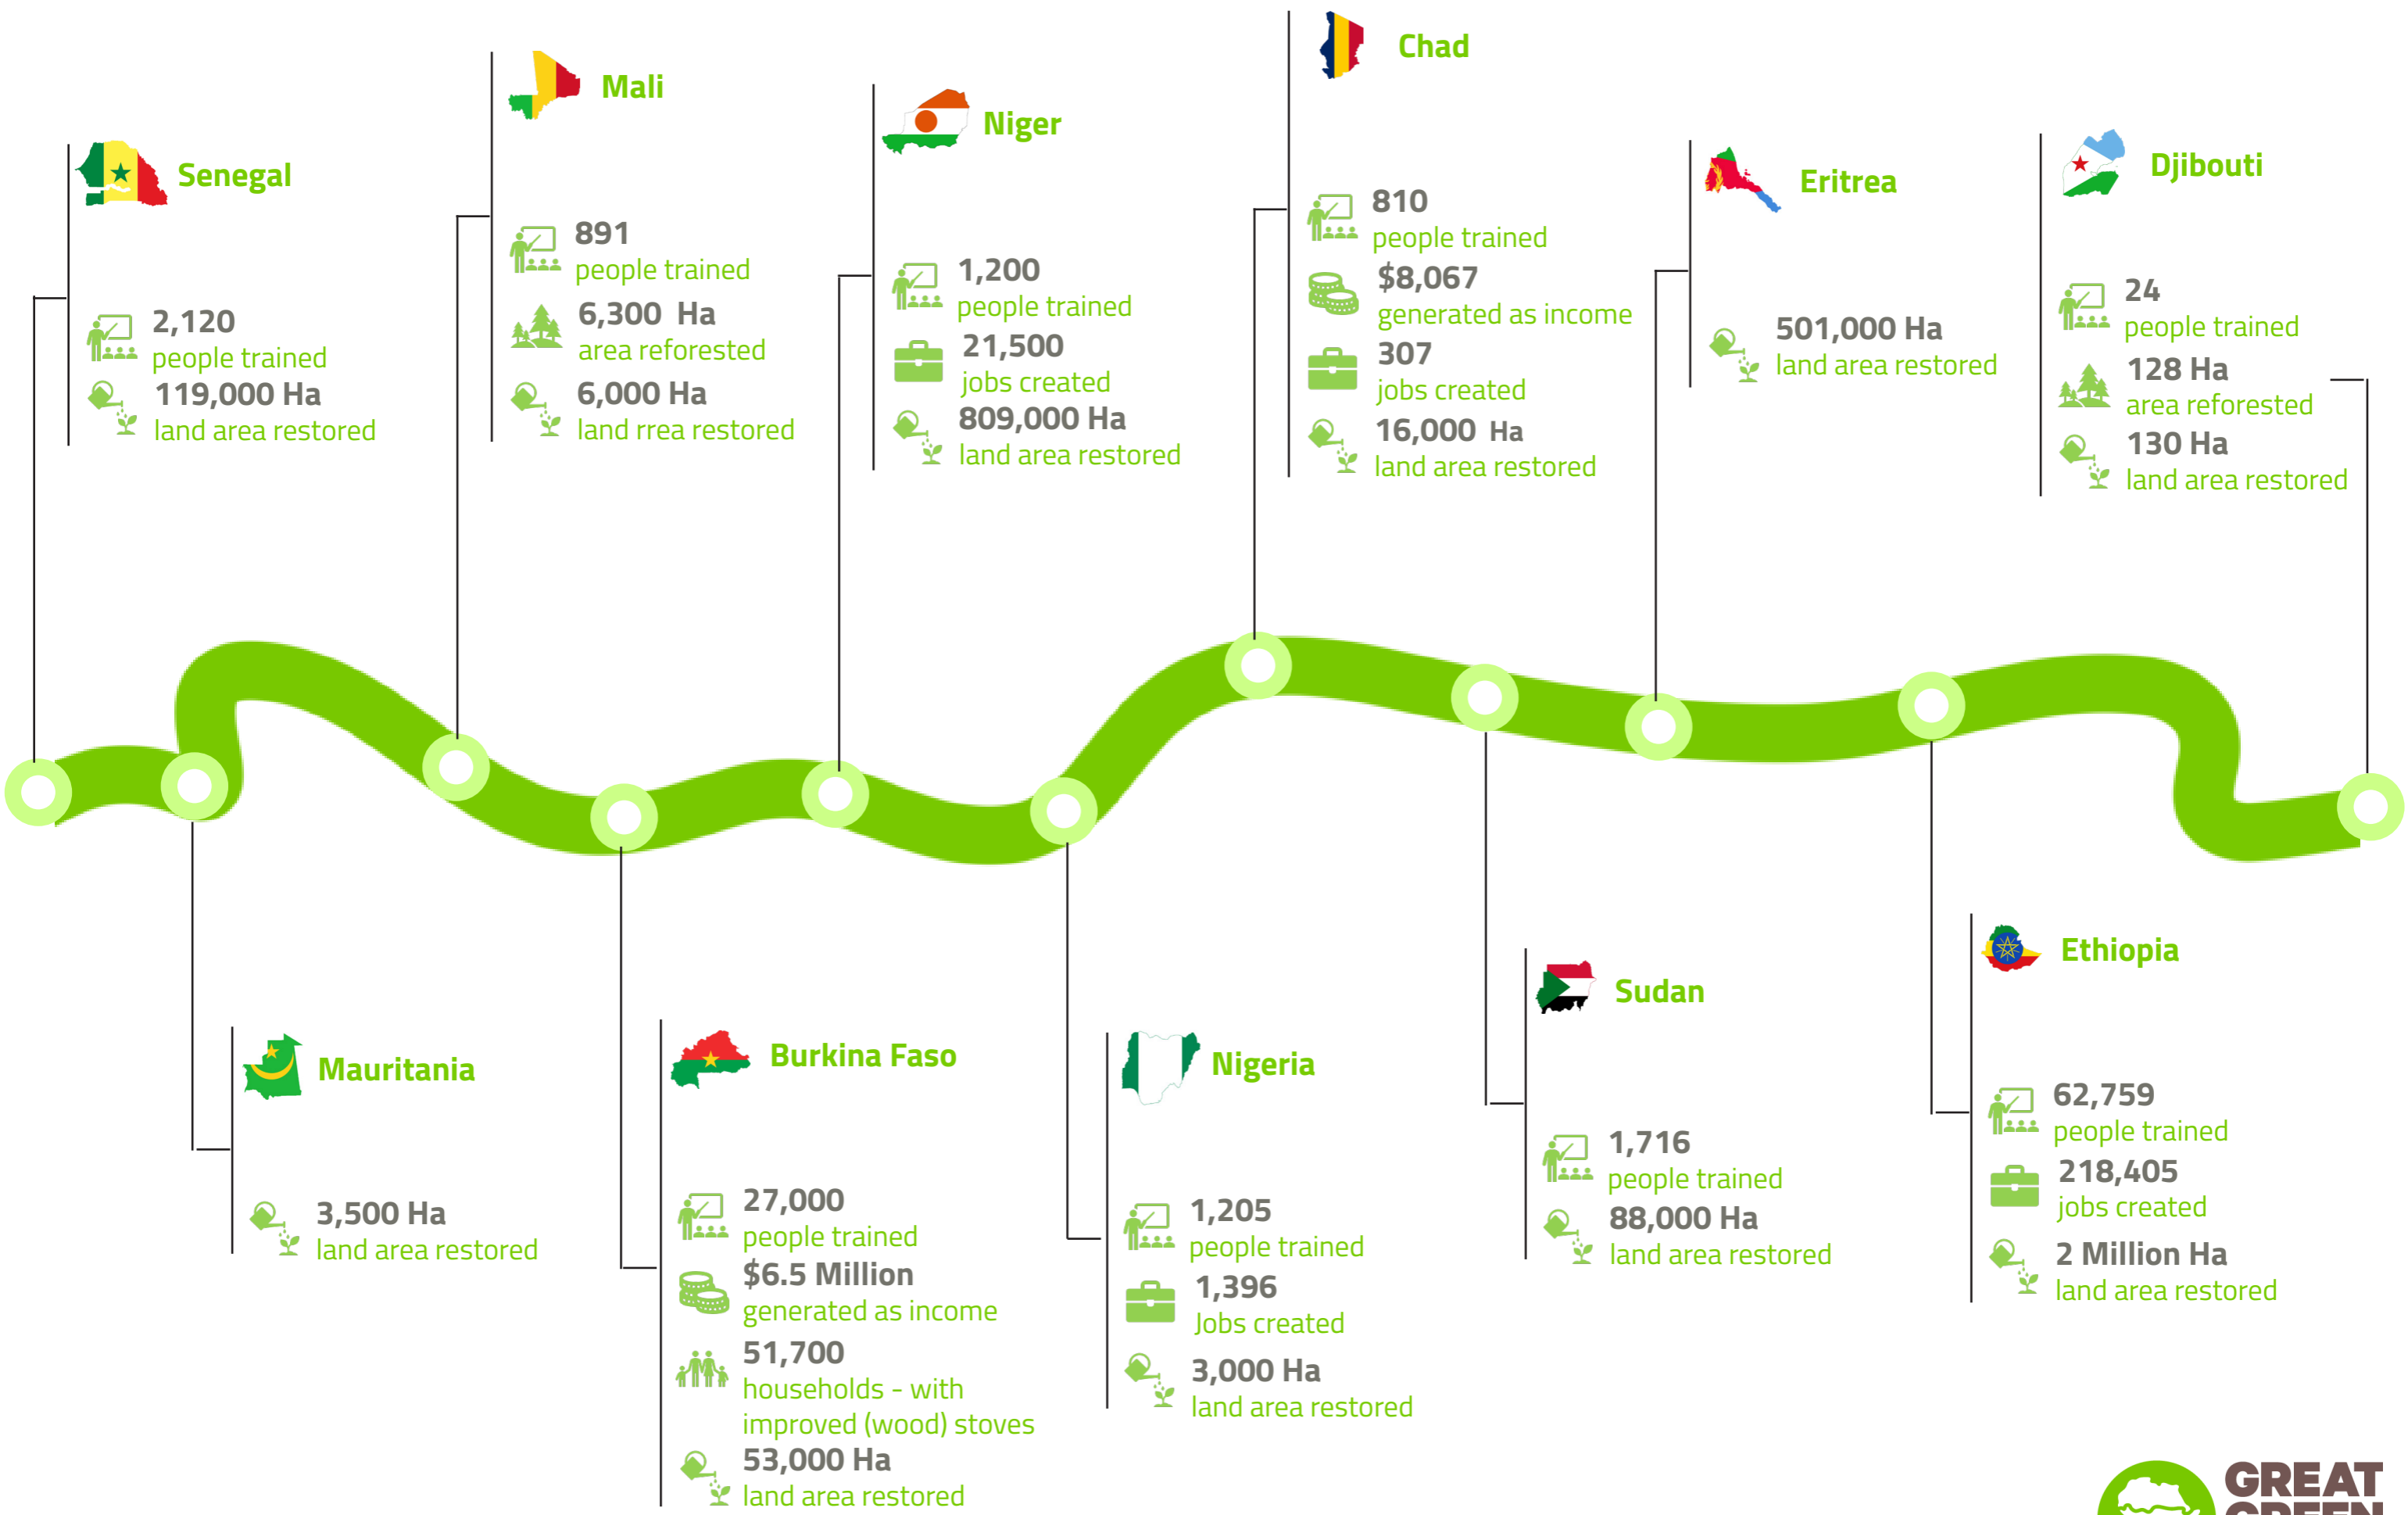 Senegal
2,120
people trained
119,000 Ha
land area restored
Mali
891
people trained
6,300 Ha
area reforested
6,000 Ha
land rrea restored
Niger
1,200
people trained
21,500
jobs created
809,000 Ha
land area restored
Chad
810
people trained
$8,067
generated as income
307
jobs created
16,000 Ha
land area restored
Eritrea
501,000 Ha
land area restored
Djibouti
24
people trained
128 Ha
area reforested
130 Ha
land area restored
Mauritania
3,500 Ha
land area restored
Burkina Faso
27,000
people trained
$6.5 Million
generated as income
51,700
households - with
improved (wood) stoves
53,000 Ha
land area restored
Nigeria
1,205
people trained
1,396
Jobs created
3,000 Ha
land area restored
Sudan
1,716
people trained
88,000 Ha
land area restored
Ethiopia
62,759
people trained
218,405
jobs created
2 Million Ha
land area restored
GREAT
GREEN